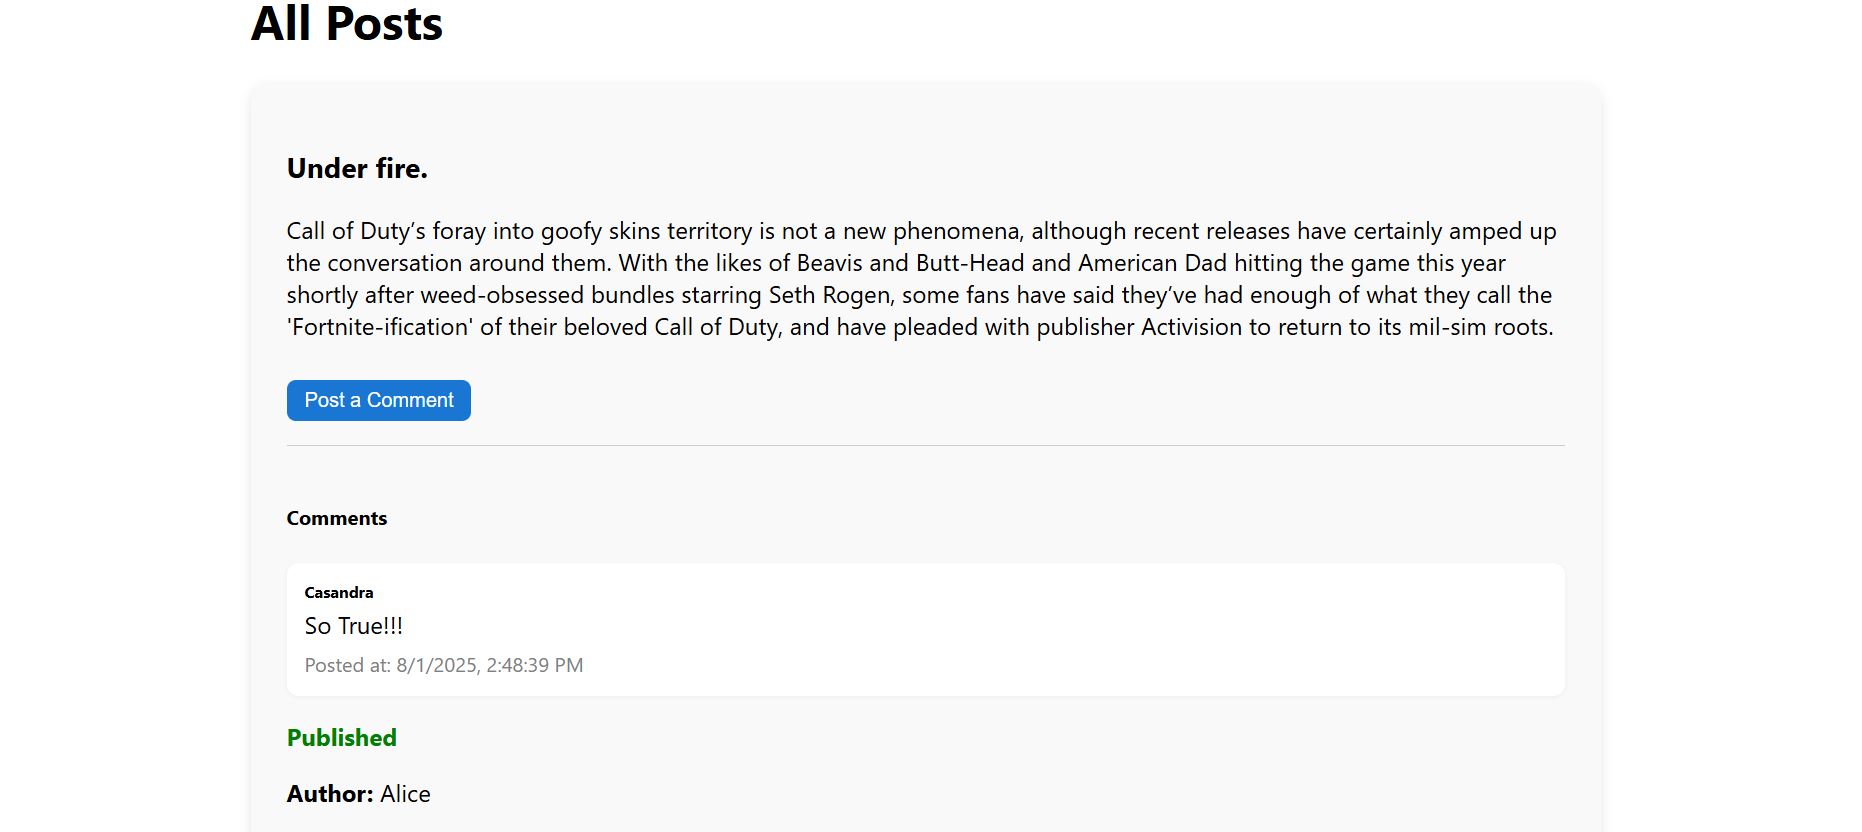 All Posts
Under fire.
Call of Duty’s foray into goofy skins territory is not a new phenomena, although recent releases have certainly amped up
the conversation around them. With the likes of Beavis and Butt-Head and American Dad hitting the game this year
shortly after weed-obsessed bundles starring Seth Rogen, some fans have said they’ve had enough of what they call the
'Fortnite-ification' of their beloved Call of Duty, and have pleaded with publisher Activision to return to its mil-sim roots.
Post a Comment
Comments
Casandra
So True!!!
Posted at: 8/1/2025, 2:48:39 PM
Published
Author: Alice